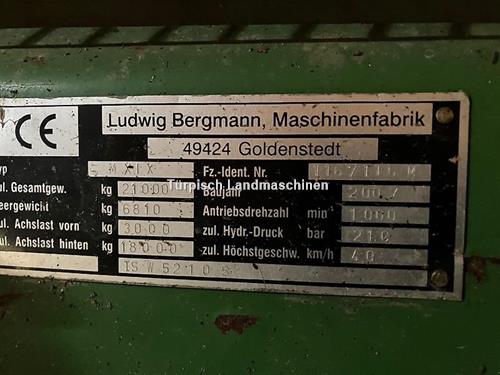 CE
Ludwig Bergmann, Maschinenfabrik
49424 Goldenstedt
yp MXLX Fz.-Ident. Nr.
Türpisch Landmaschinen
ul. Gesamtgew. kg 21000 Baujahr 2007
eergewicht kg 6810 Antriebsdrehzahl min 1000
ul. Achslast vorn kg 3000 zul. Hydr.-Druck bar 210
ul. Achslast hinten kg 18000 zul. Höchstgeschw. km/h 40